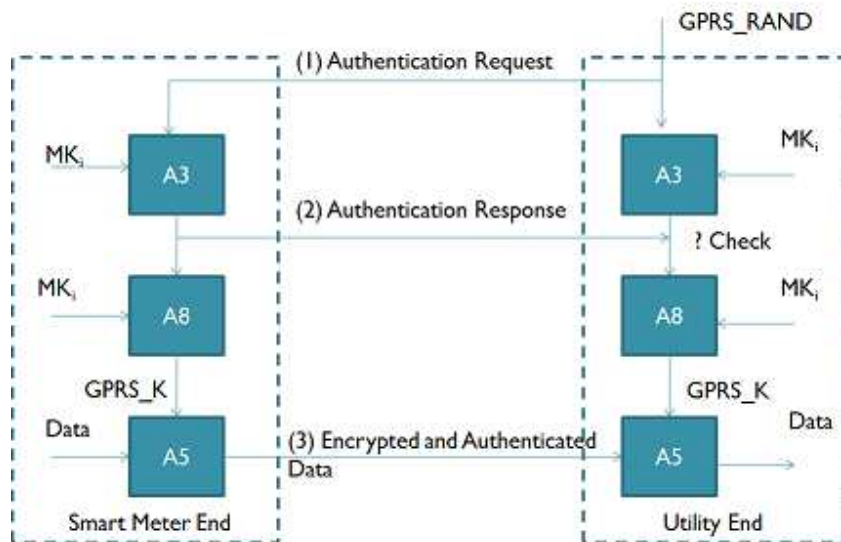 GPRS_RAND
(1) Authentication Request
MKi
A3
A3
MKi
(2) Authentication Response
? Check
MKi
A8
A8
MKi
GPRS_K
GPRS_K
Data
A5
(3) Encrypted and Authenticated
Data
A5
Data
Smart Meter End
Utility End